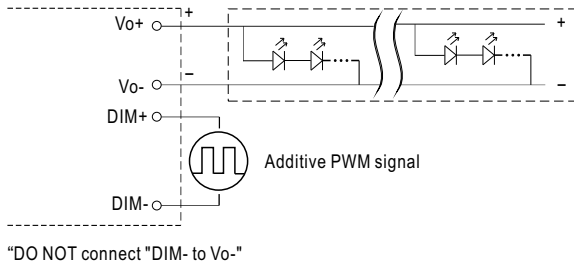 Vo+ + +
Vo- – –
DIM+
Additive PWM signal
DIM-
“DO NOT connect "DIM- to Vo-"